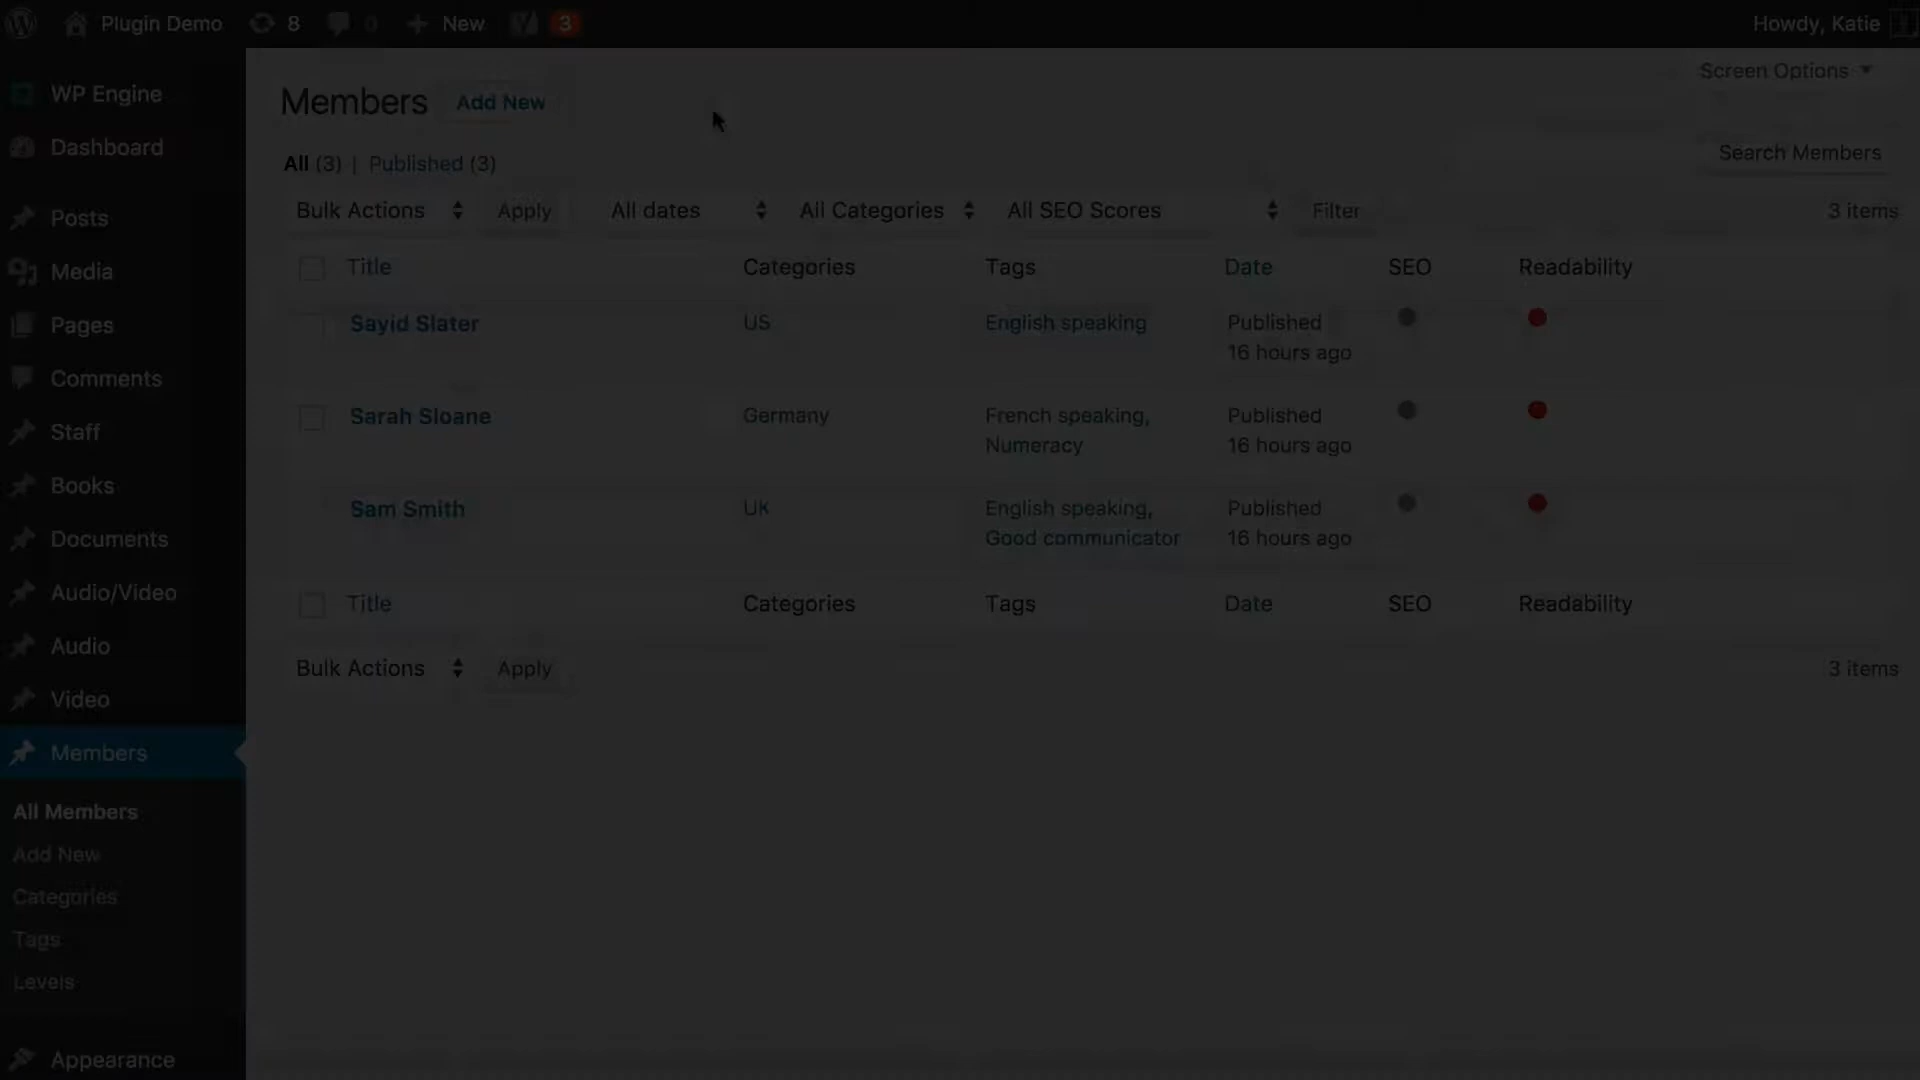 Plugin Demo 8 0 New 3 Howdy, Katie
WP Engine
Dashboard
Posts
Media
Pages
Comments
Staff
Books
Documents
Audio/Video
Audio
Video
Members
All Members
Add New
Categories
Tags
Levels
Appearance
Screen Options
Members Add New
All (3) | Published (3)
Search Members
Bulk Actions Apply All dates All Categories All SEO Scores Filter 3 items
Title Categories Tags Date SEO Readability
Sayid Slater US English speaking Published
16 hours ago
Sarah Sloane Germany French speaking, Published
Numeracy 16 hours ago
Sam Smith UK English speaking, Published
Good communicator 16 hours ago
Title Categories Tags Date SEO Readability
Bulk Actions Apply 3 items